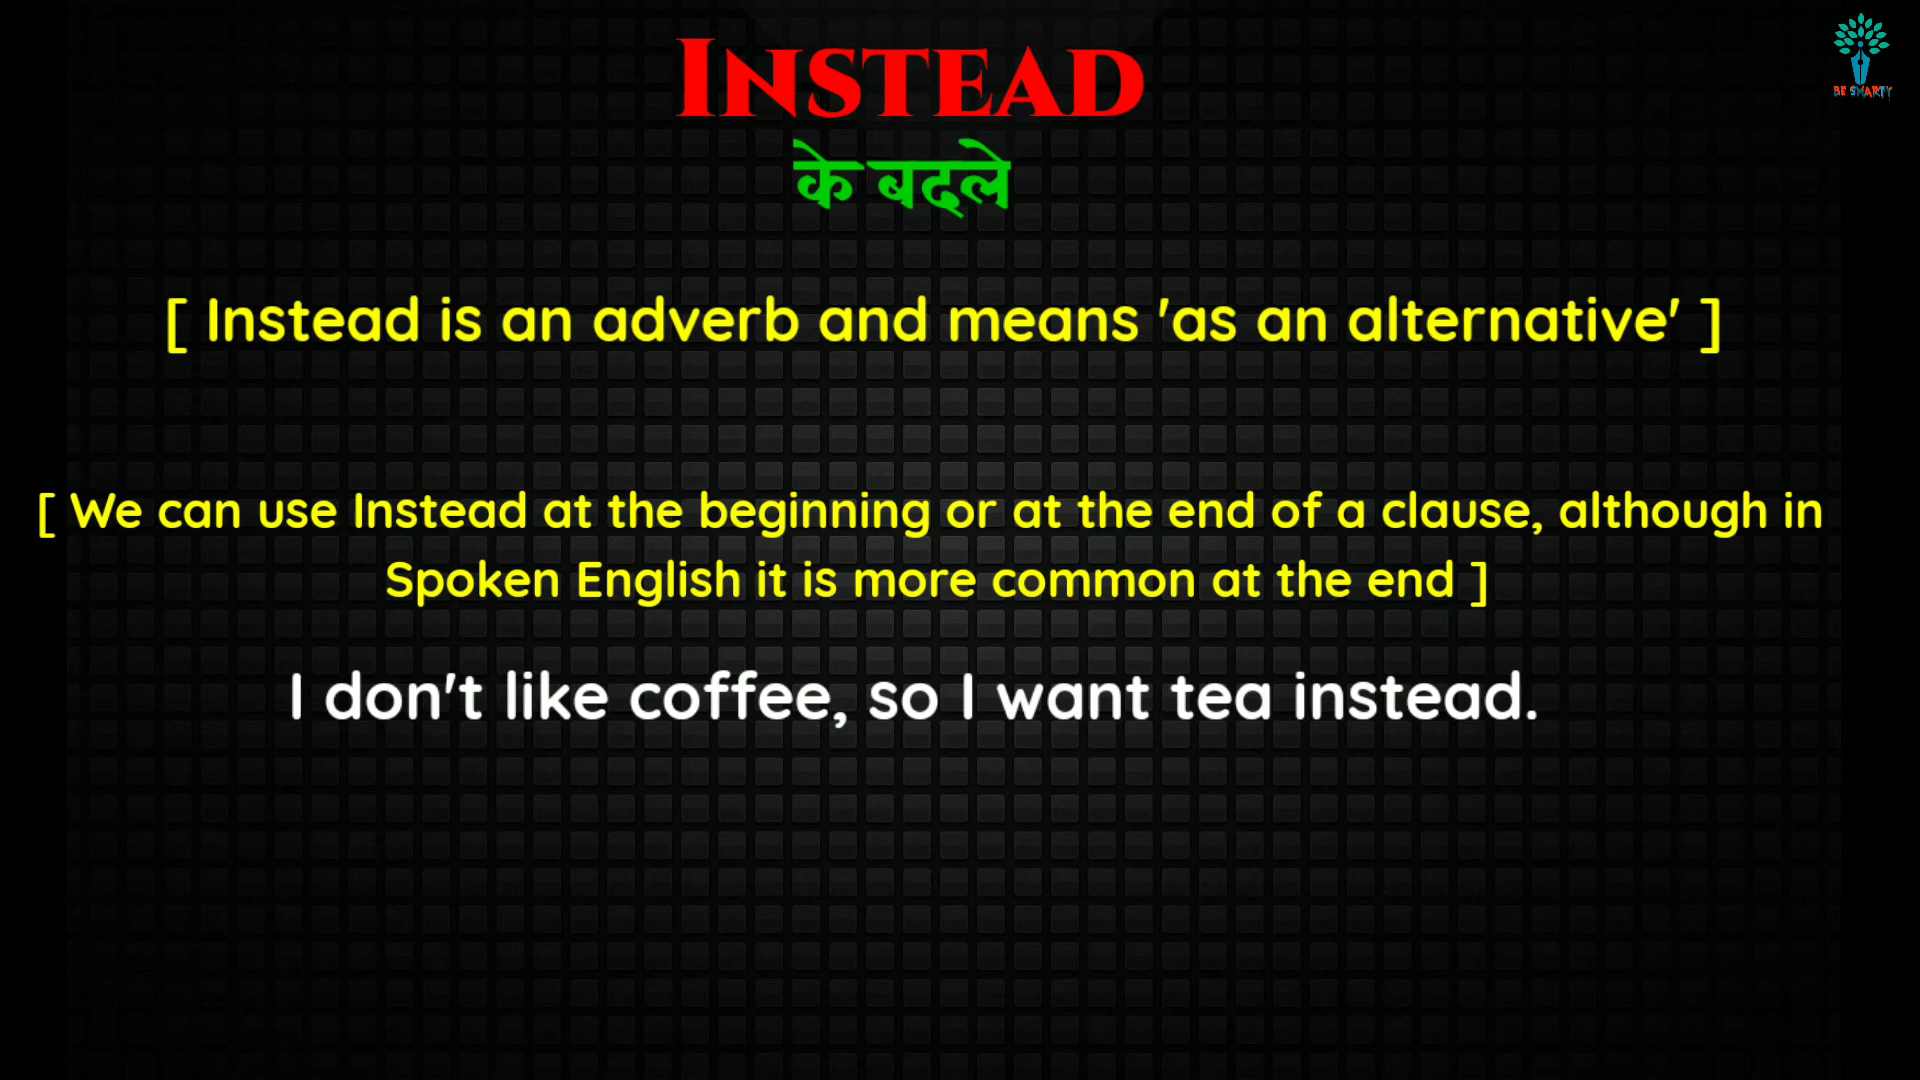 INSTEAD
के बदले
[ Instead is an adverb and means 'as an alternative' ]
[ We can use Instead at the beginning or at the end of a clause, although in
Spoken English it is more common at the end ]
I don't like coffee, so I want tea instead.
BE SMARTY